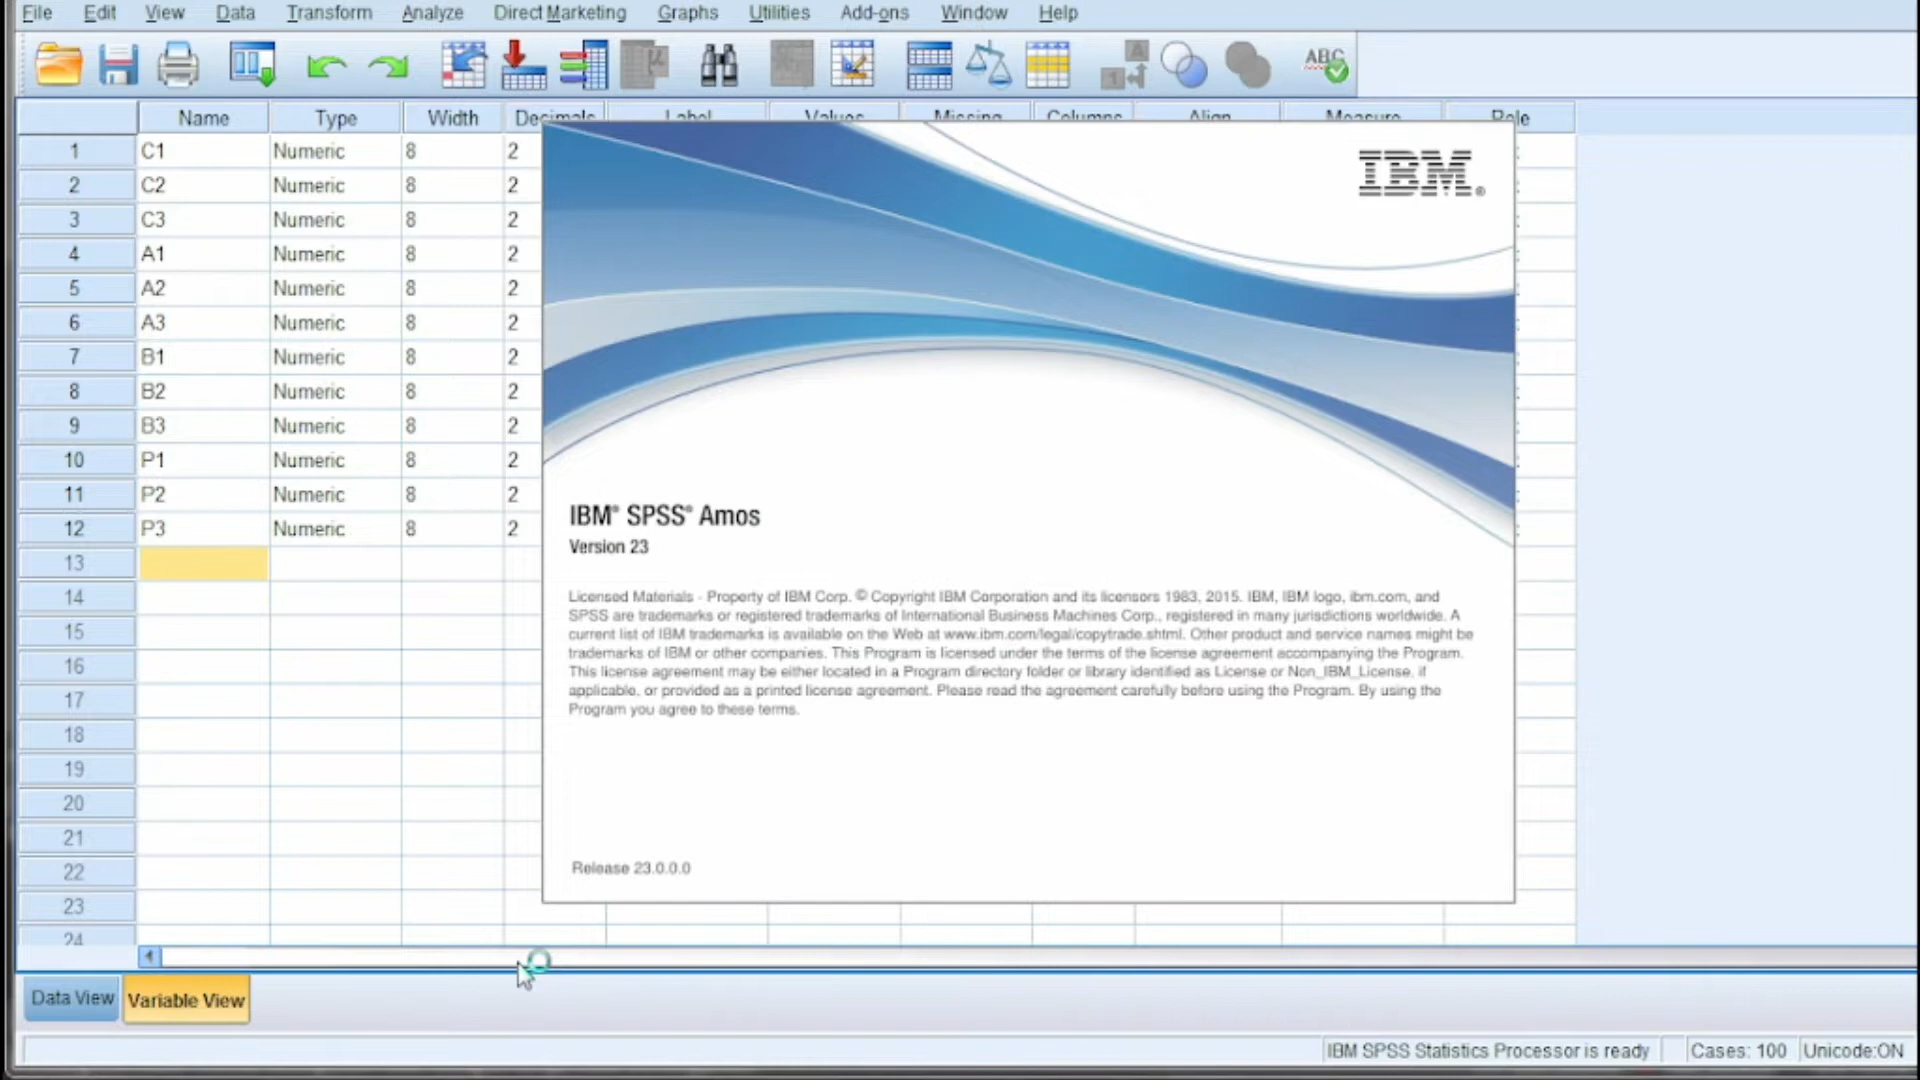 File Edit View Data Transform Analyze Direct Marketing Graphs Utilities Add-ons Window Help
Name Type Width Decimals Label Values Missing Columns Align Measure Role
1 C1 Numeric 8 2
2 C2 Numeric 8 2
3 C3 Numeric 8 2
4 A1 Numeric 8 2
5 A2 Numeric 8 2
6 A3 Numeric 8 2
7 B1 Numeric 8 2
8 B2 Numeric 8 2
9 B3 Numeric 8 2
10 P1 Numeric 8 2
11 P2 Numeric 8 2
12 P3 Numeric 8 2
13
14
15
16
17
18
19
20
21
22
23
24
IBM®
IBM® SPSS® Amos
Version 23
Licensed Materials - Property of IBM Corp. © Copyright IBM Corporation and its licensors 1983, 2015. IBM, IBM logo, ibm.com, and
SPSS are trademarks or registered trademarks of International Business Machines Corp., registered in many jurisdictions worldwide. A
current list of IBM trademarks is available on the Web at www.ibm.com/legal/copytrade.shtml. Other product and service names might be
trademarks of IBM or other companies. This Program is licensed under the terms of the license agreement accompanying the Program.
This license agreement may be either located in a Program directory folder or library identified as License or Non_IBM_License, if
applicable, or provided as a printed license agreement. Please read the agreement carefully before using the Program. By using the
Program you agree to these terms.
Release 23.0.0.0
Data View Variable View
IBM SPSS Statistics Processor is ready Cases: 100 Unicode:ON